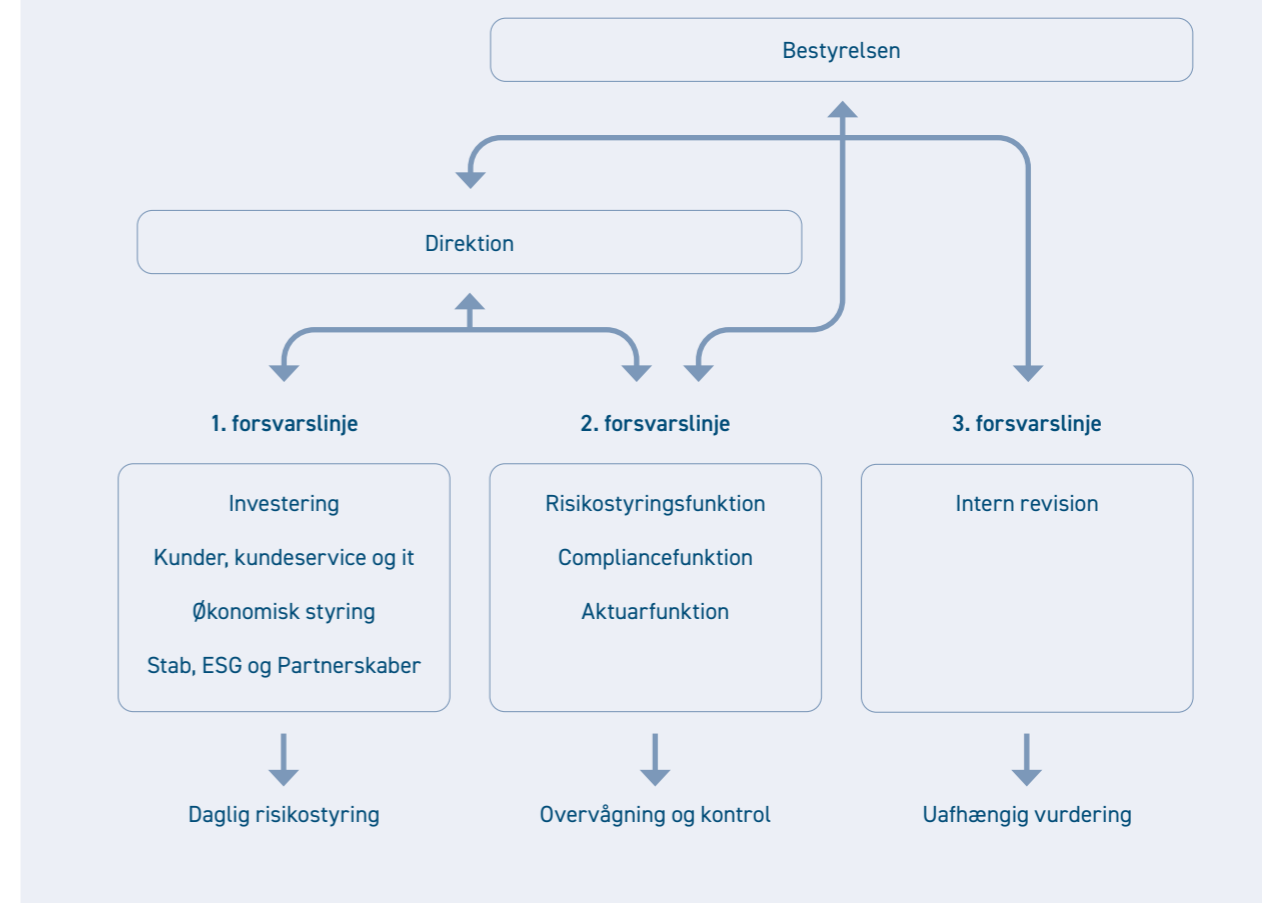 Bestyrelsen
Direktion
1. forsvarslinje
2. forsvarslinje
3. forsvarslinje
Investering
Kunder, kundeservice og it
Økonomisk styring
Stab, ESG og Partnerskaber
Risikostyringsfunktion
Compliancefunktion
Aktuarfunktion
Intern revision
Daglig risikostyring
Overvågning og kontrol
Uafhængig vurdering